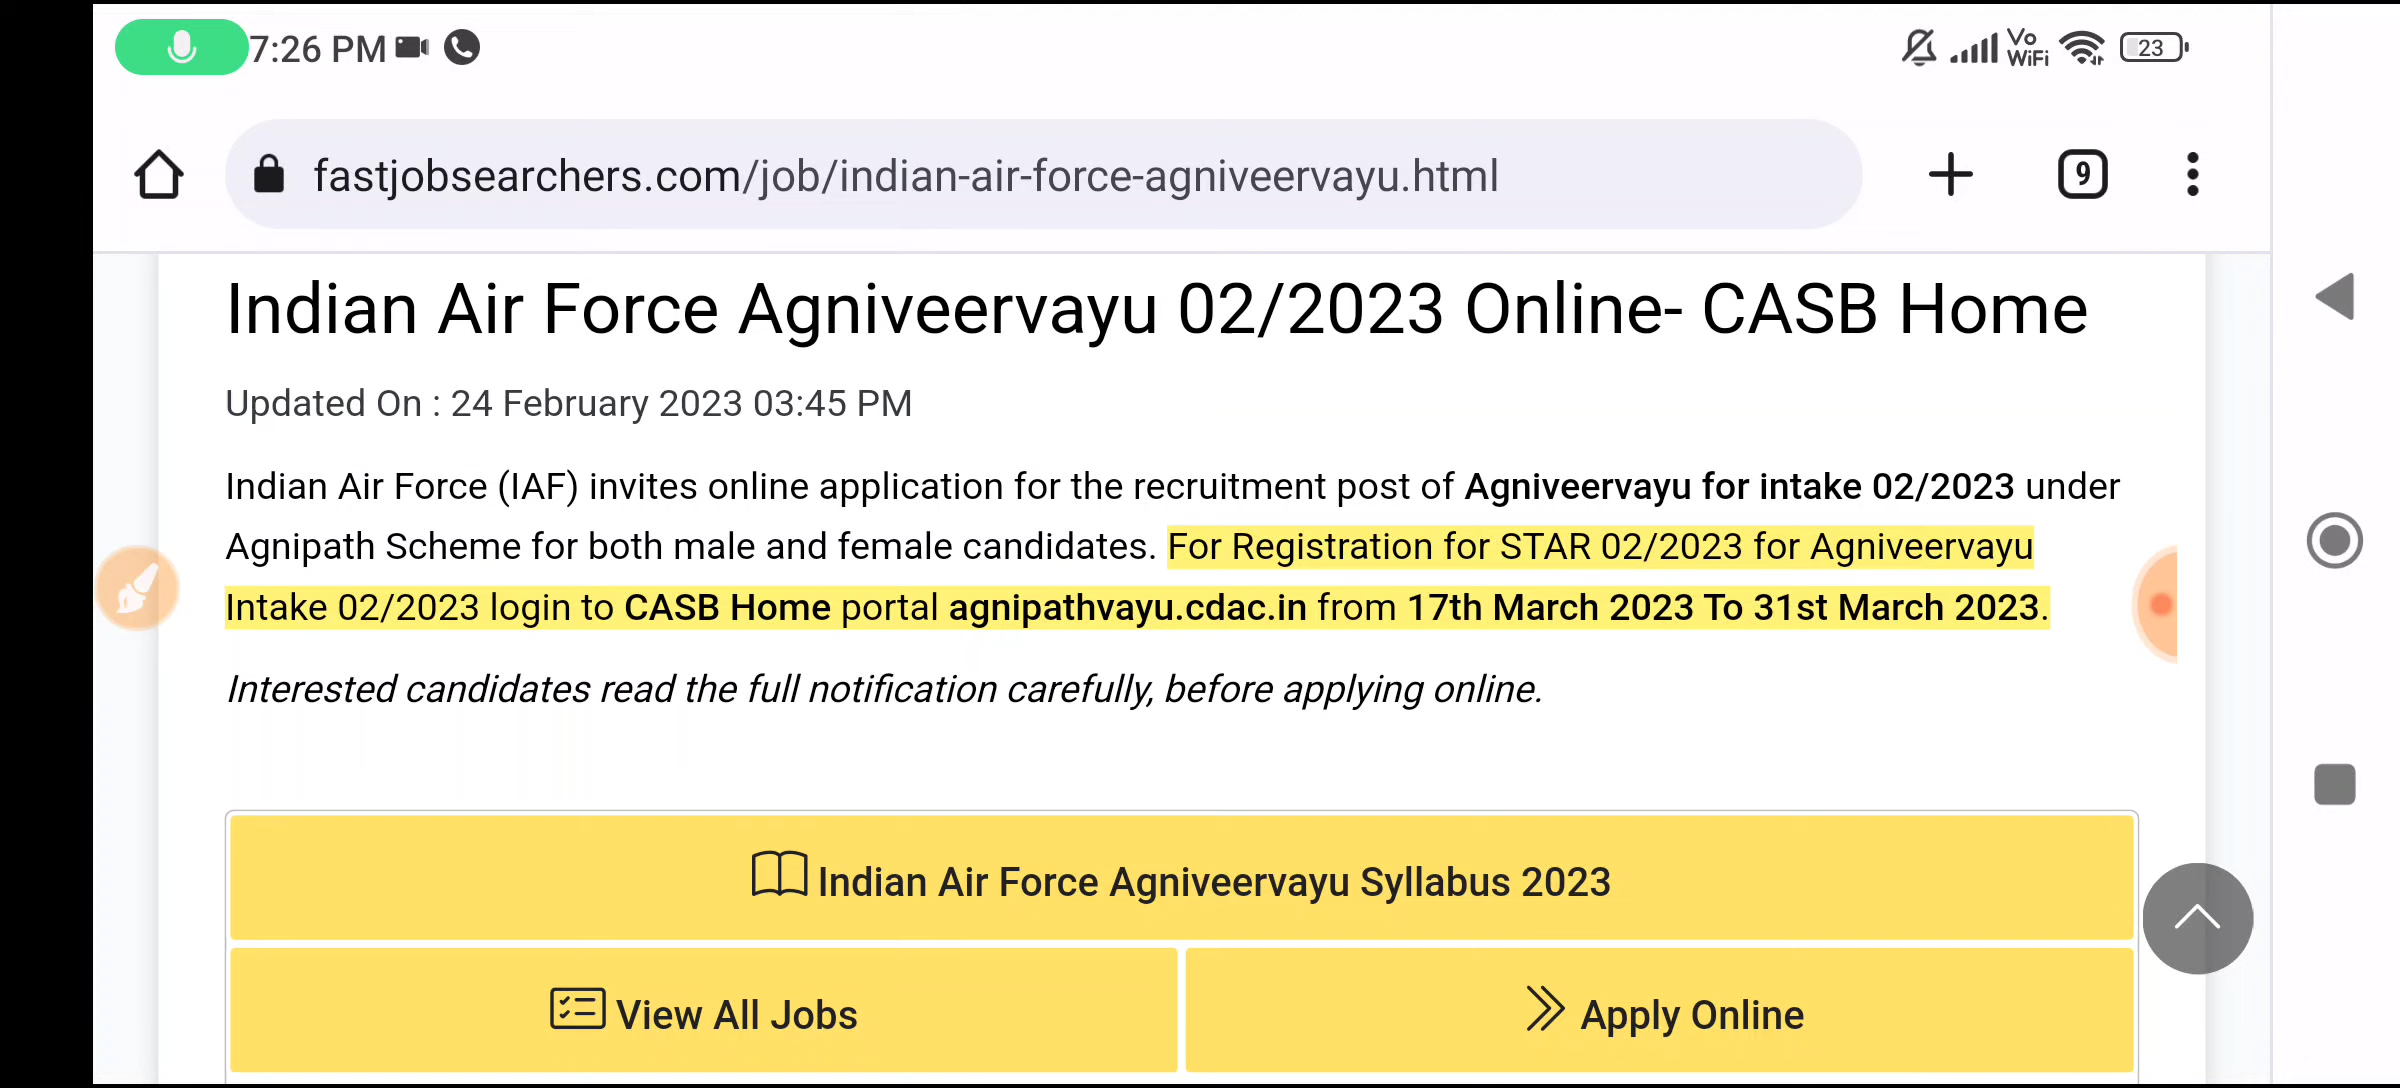 7:26 PM
Vo
WiFi
23
fastjobsearchers.com/job/indian-air-force-agniveervayu.html
9
Indian Air Force Agniveervayu 02/2023 Online- CASB Home
Updated On : 24 February 2023 03:45 PM
Indian Air Force (IAF) invites online application for the recruitment post of Agniveervayu for intake 02/2023 under
Agnipath Scheme for both male and female candidates. For Registration for STAR 02/2023 for Agniveervayu
Intake 02/2023 login to CASB Home portal agnipathvayu.cdac.in from 17th March 2023 To 31st March 2023.
Interested candidates read the full notification carefully, before applying online.
Indian Air Force Agniveervayu Syllabus 2023
View All Jobs
Apply Online